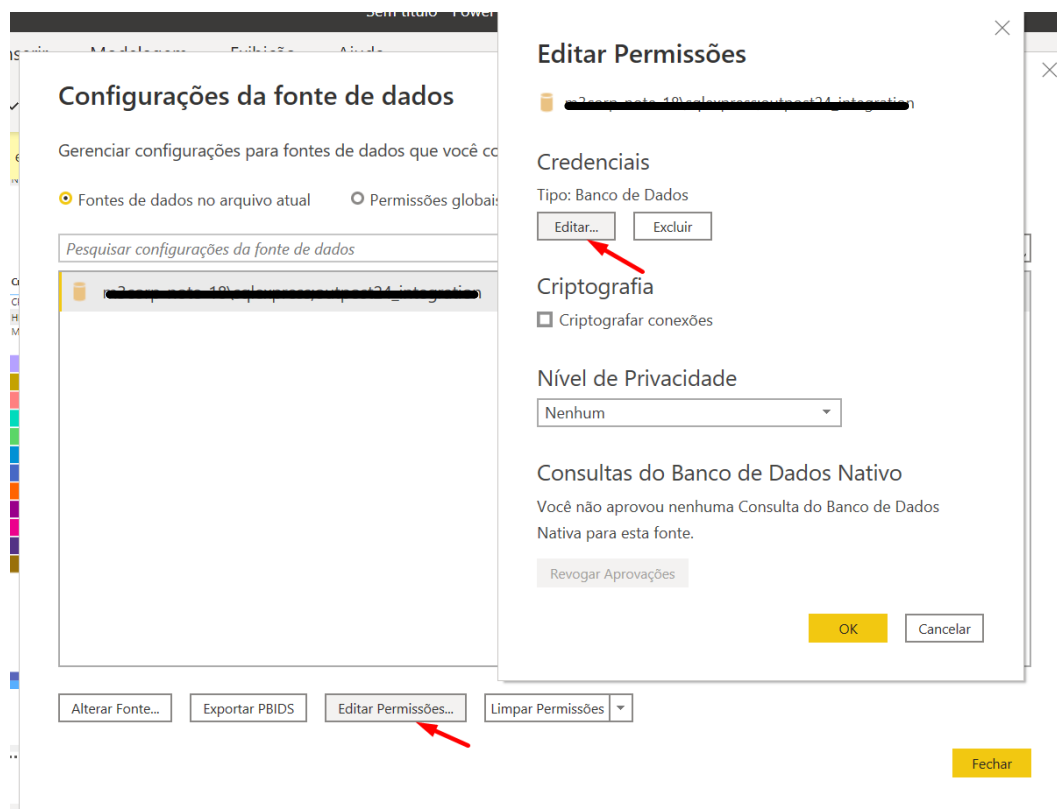 Sem título - Power
Inserir Modelagem Exibição Ajuda
Configurações da fonte de dados
Gerenciar configurações para fontes de dados que você co
Fontes de dados no arquivo atual
Permissões globais
Pesquisar configurações da fonte de dados
Alterar Fonte...
Exportar PBIDS
Editar Permissões...
Limpar Permissões
Fechar
Editar Permissões
Credenciais
Tipo: Banco de Dados
Editar...
Excluir
Criptografia
Criptografar conexões
Nível de Privacidade
Nenhum
Consultas do Banco de Dados Nativo
Você não aprovou nenhuma Consulta do Banco de Dados
Nativa para esta fonte.
Revogar Aprovações
OK
Cancelar